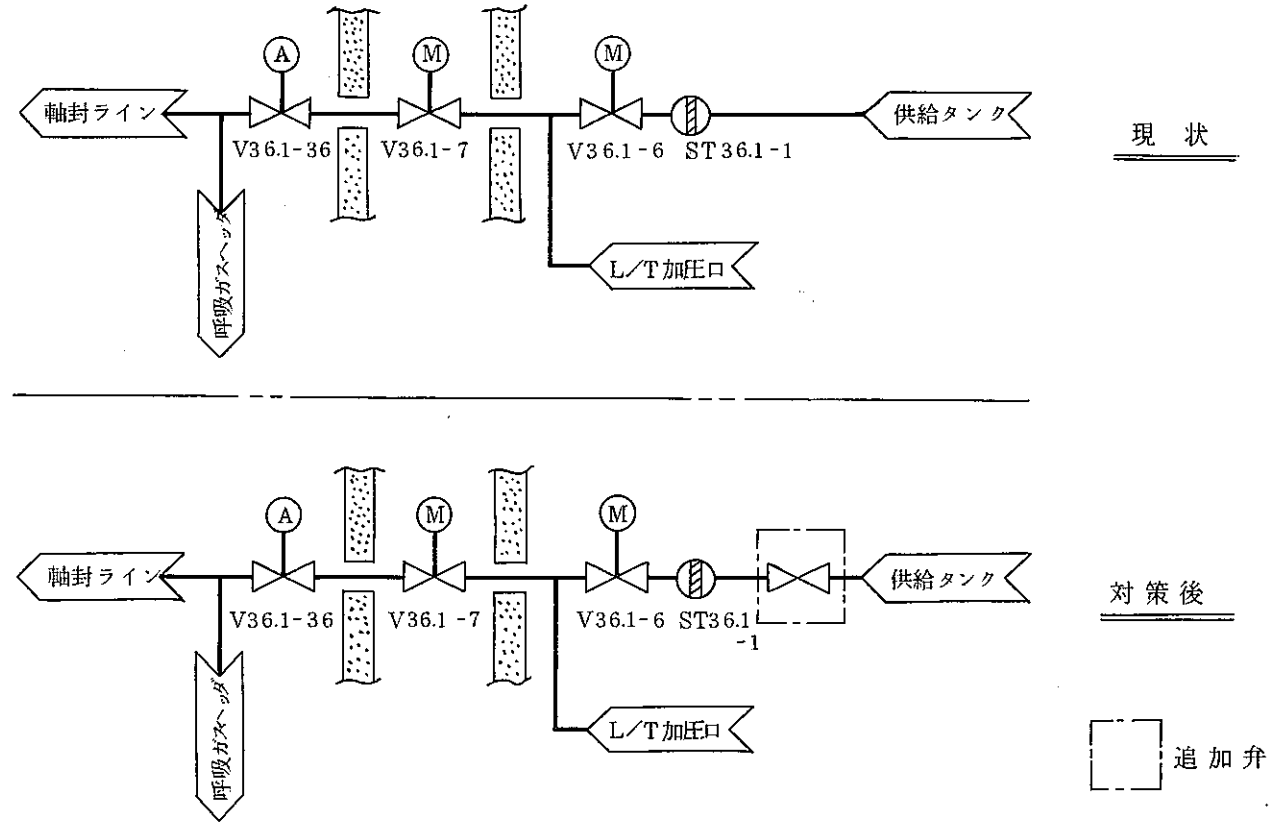 A
M
M
軸封ライン
供給タンク
現状
V36.1-36
V36.1-7
V36.1-6
ST36.1-1
呼吸ガスヘッダ
L/T加圧口
A
M
M
軸封ライン
供給タンク
対策後
V36.1-36
V36.1-7
V36.1-6
ST36.1
-1
呼吸ガスヘッダ
L/T加圧口
追加弁